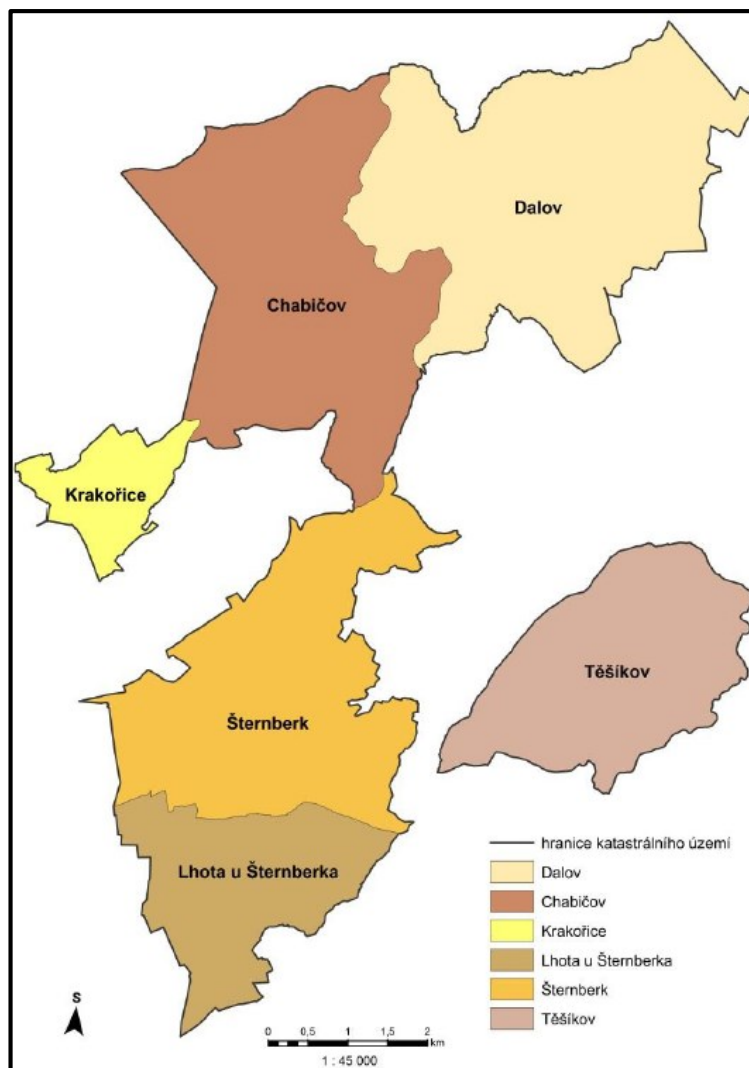 Dalov
Chabičov
Krakořice
Těšíkov
Šternberk
Lhota u Šternberka
hranice katastrálního území
Dalov
Chabičov
Krakořice
Lhota u Šternberka
Šternberk
Těšíkov
S
0 0,5 1 1,5 2
km
1 : 45 000